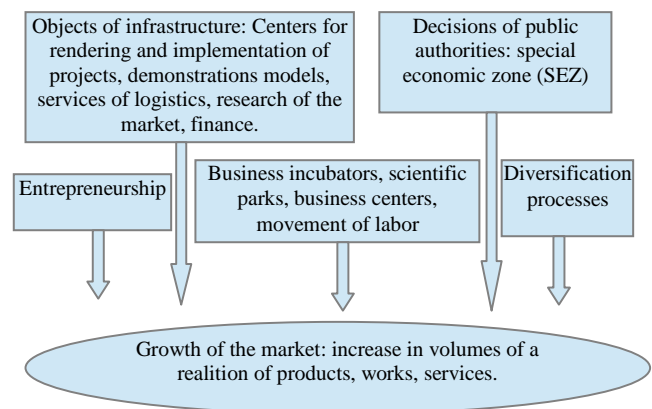 Objects of infrastructure: Centers for
rendering and implementation of
projects, demonstrations models,
services of logistics, research of the
market, finance.
Decisions of public
authorities: special
economic zone (SEZ)
Entrepreneurship
Business incubators, scientific
parks, business centers,
movement of labor
Diversification
processes
Growth of the market: increase in volumes of a
realition of products, works, services.